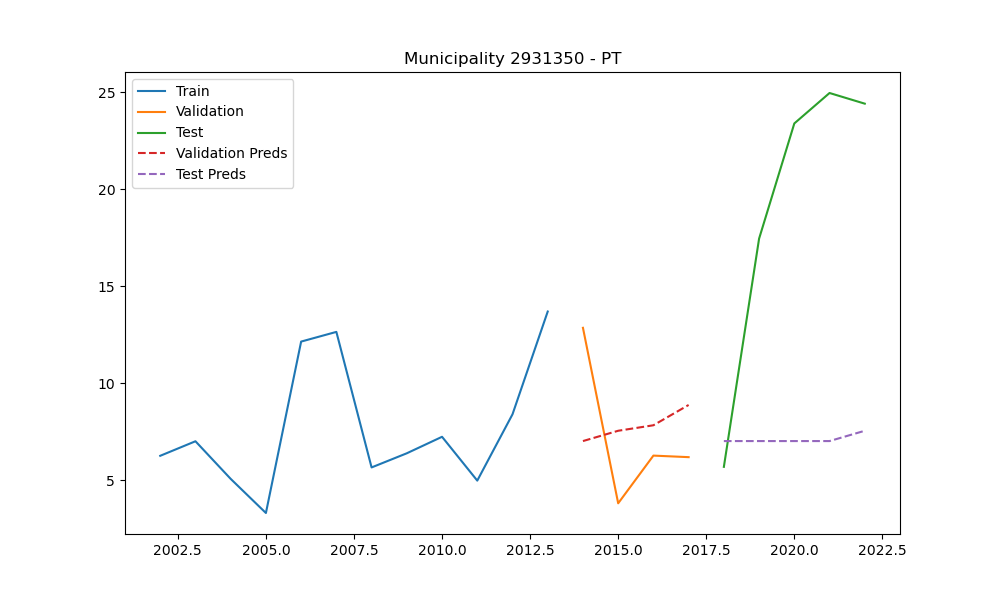 Municipality 2931350 - PT
Train
Validation
Test
Validation Preds
Test Preds
25
20
15
10
5
2002.5 2005.0 2007.5 2010.0 2012.5 2015.0 2017.5 2020.0 2022.5